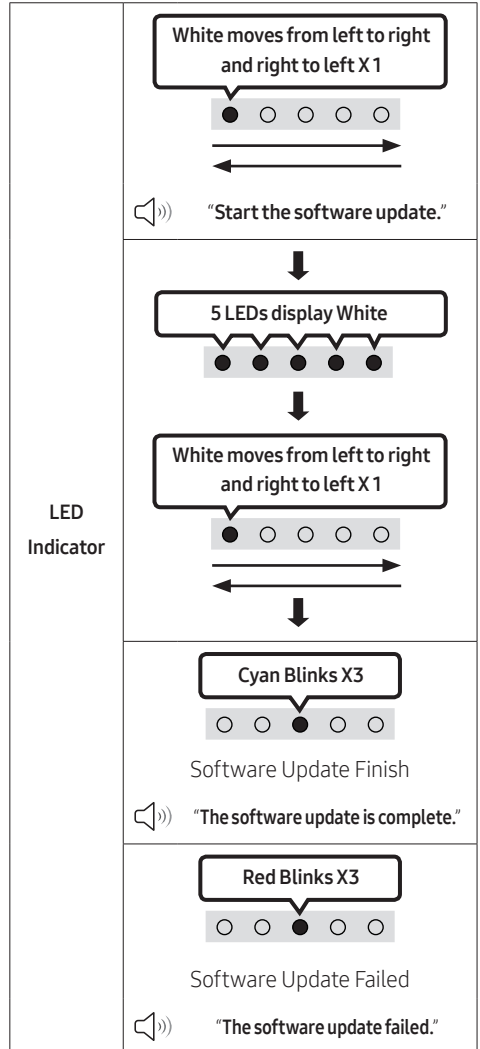 White moves from left to right
and right to left X 1
"Start the software update."
5 LEDs display White
White moves from left to right
and right to left X 1
LED
Indicator
Cyan Blinks X3
Software Update Finish
"The software update is complete."
Red Blinks X3
Software Update Failed
"The software update failed."